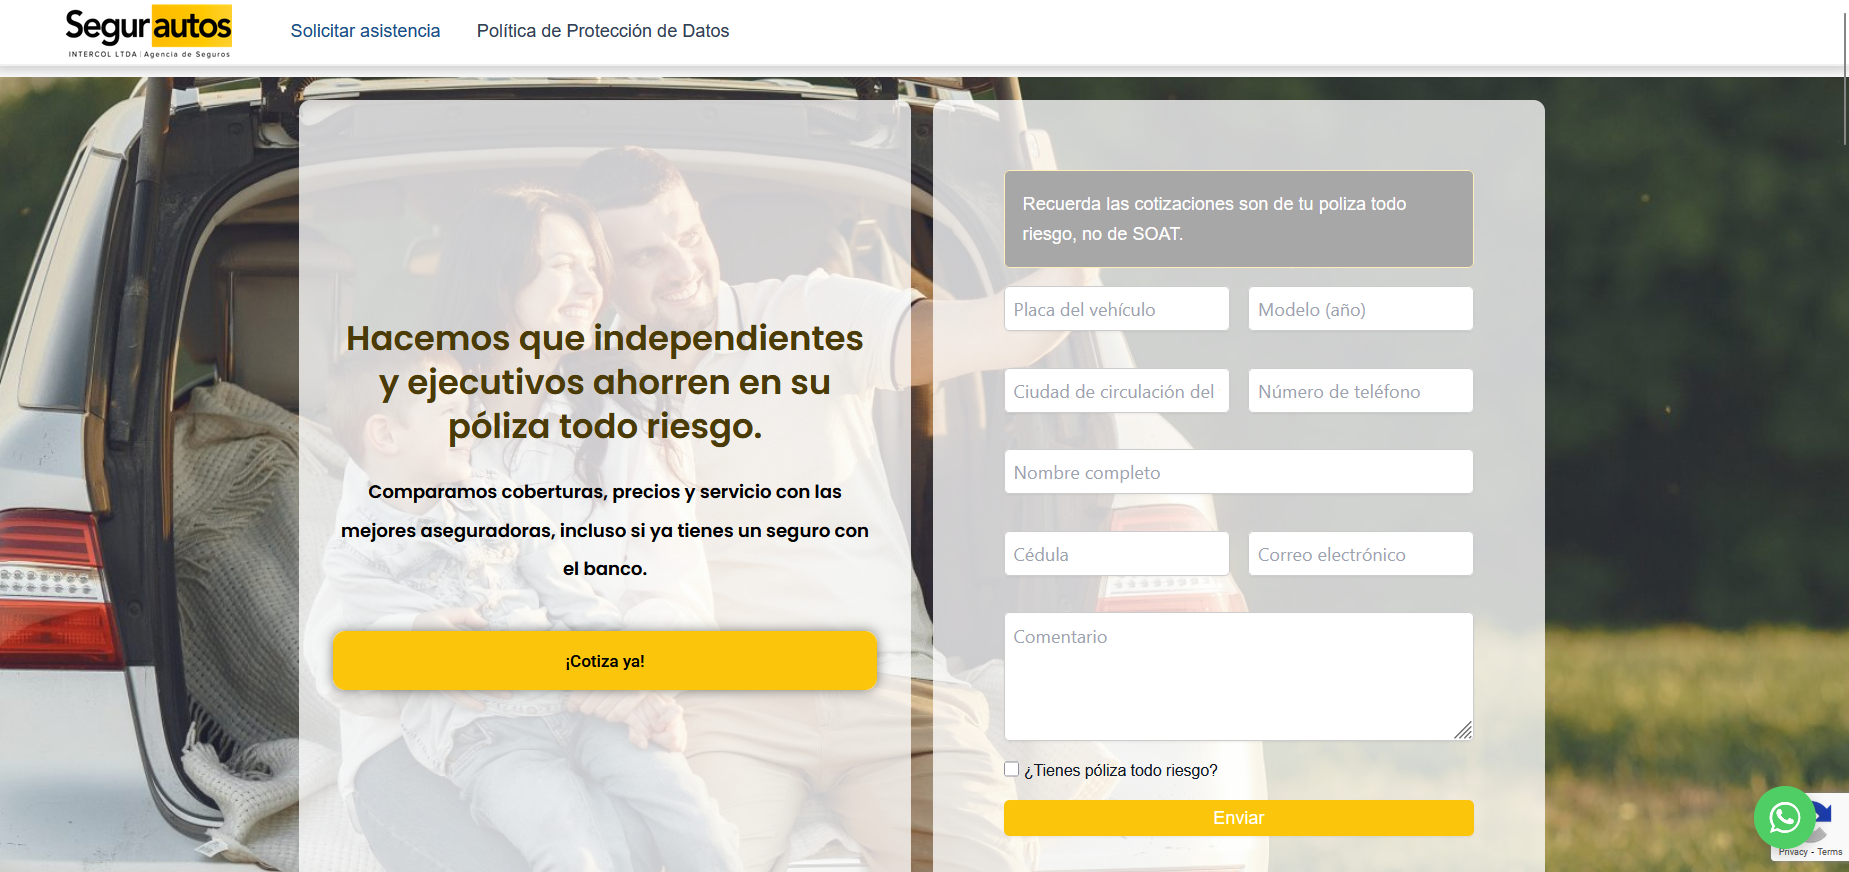 Segurautos
INTERCOL LTDA | Agencia de Seguros
Solicitar asistencia
Política de Protección de Datos
Hacemos que independientes
y ejecutivos ahorren en su
póliza todo riesgo.
Comparamos coberturas, precios y servicio con las
mejores aseguradoras, incluso si ya tienes un seguro con
el banco.
¡Cotiza ya!
Recuerda las cotizaciones son de tu poliza todo
riesgo, no de SOAT.
Placa del vehículo
Modelo (año)
Ciudad de circulación del
Número de teléfono
Nombre completo
Cédula
Correo electrónico
Comentario
¿Tienes póliza todo riesgo?
Enviar
Privacy - Terms